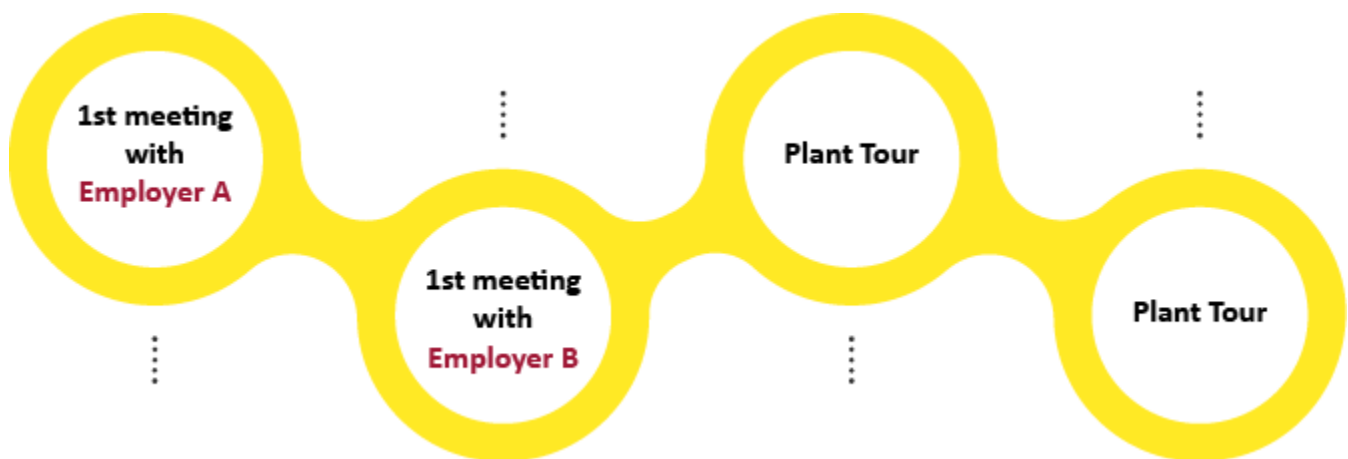 1st meeting
with
Employer A
1st meeting
with
Employer B
Plant Tour
Plant Tour